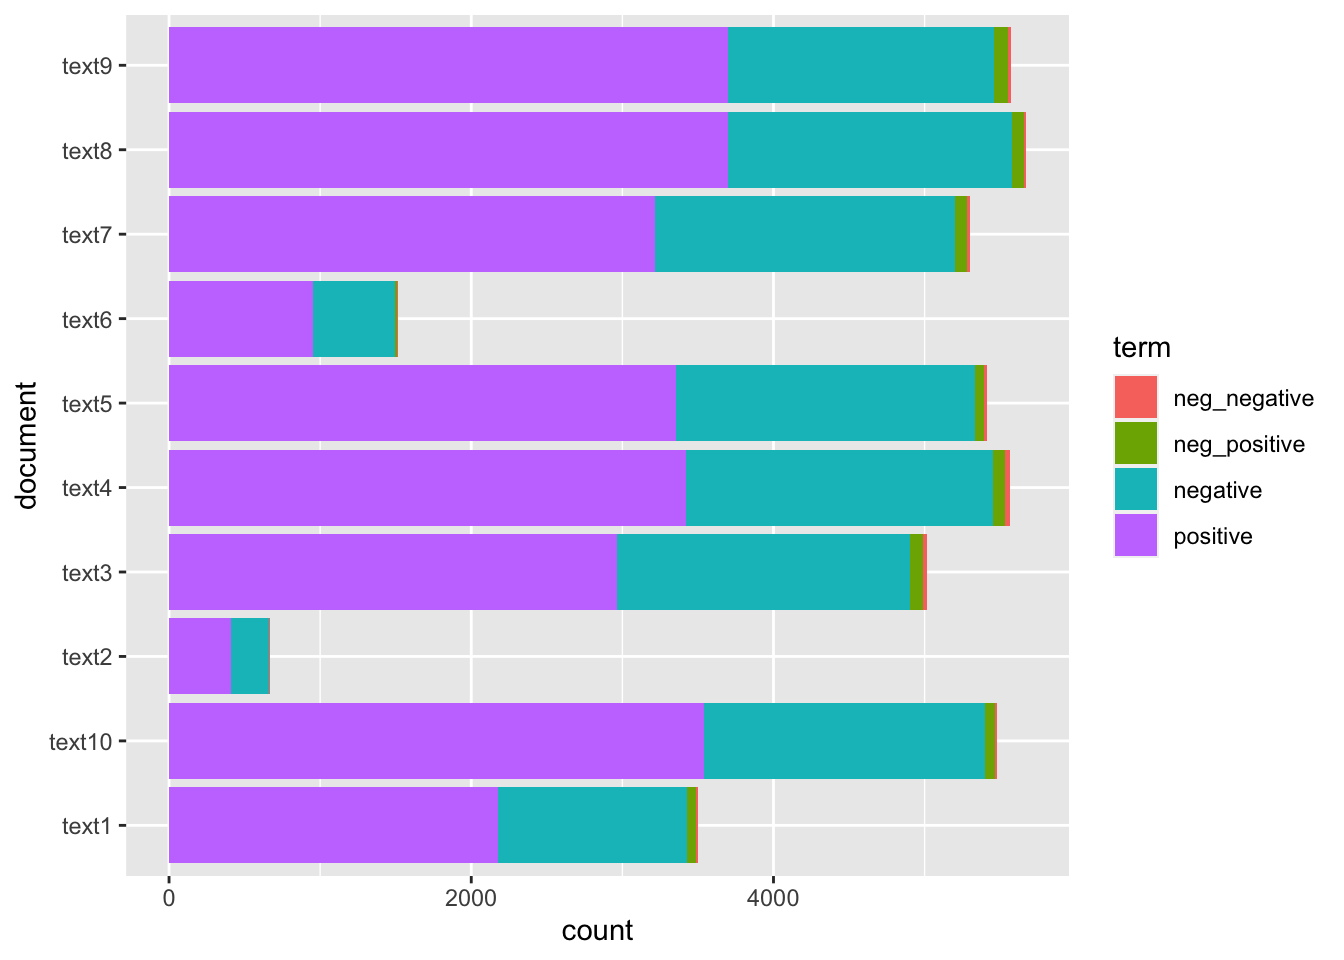 text9
text8
text7
text6
text5
text4
text3
text2
text10
text1
document
0 2000 4000
count
term
neg_negative
neg_positive
negative
positive